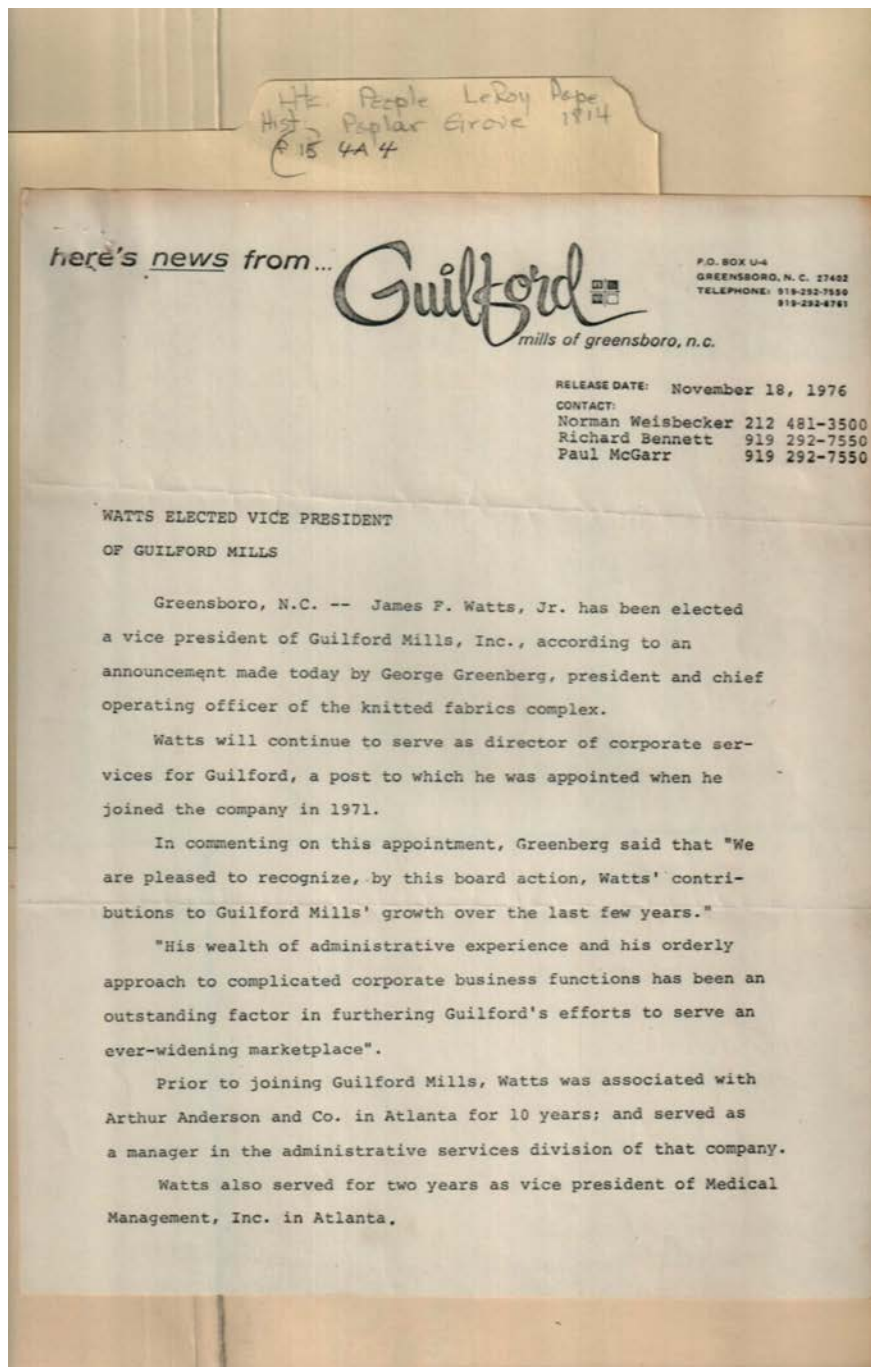 Htc. People LeRoy Pope
Hist. Poplar Grove 1814
P 15 4A 4
here's news from...
Guilford
mills of greensboro, n.c.
P.O. BOX U-4
GREENSBORO, N. C. 27402
TELEPHONE: 919-292-7550
919-292-8761
RELEASE DATE: November 18, 1976
CONTACT:
Norman Weisbecker 212 481-3500
Richard Bennett 919 292-7550
Paul McGarr 919 292-7550
WATTS ELECTED VICE PRESIDENT
OF GUILFORD MILLS
Greensboro, N.C. -- James F. Watts, Jr. has been elected
a vice president of Guilford Mills, Inc., according to an
announcement made today by George Greenberg, president and chief
operating officer of the knitted fabrics complex.
Watts will continue to serve as director of corporate ser-
vices for Guilford, a post to which he was appointed when he
joined the company in 1971.
In commenting on this appointment, Greenberg said that "We
are pleased to recognize, by this board action, Watts' contri-
butions to Guilford Mills' growth over the last few years."
"His wealth of administrative experience and his orderly
approach to complicated corporate business functions has been an
outstanding factor in furthering Guilford's efforts to serve an
ever-widening marketplace".
Prior to joining Guilford Mills, Watts was associated with
Arthur Anderson and Co. in Atlanta for 10 years; and served as
a manager in the administrative services division of that company.
Watts also served for two years as vice president of Medical
Management, Inc. in Atlanta.